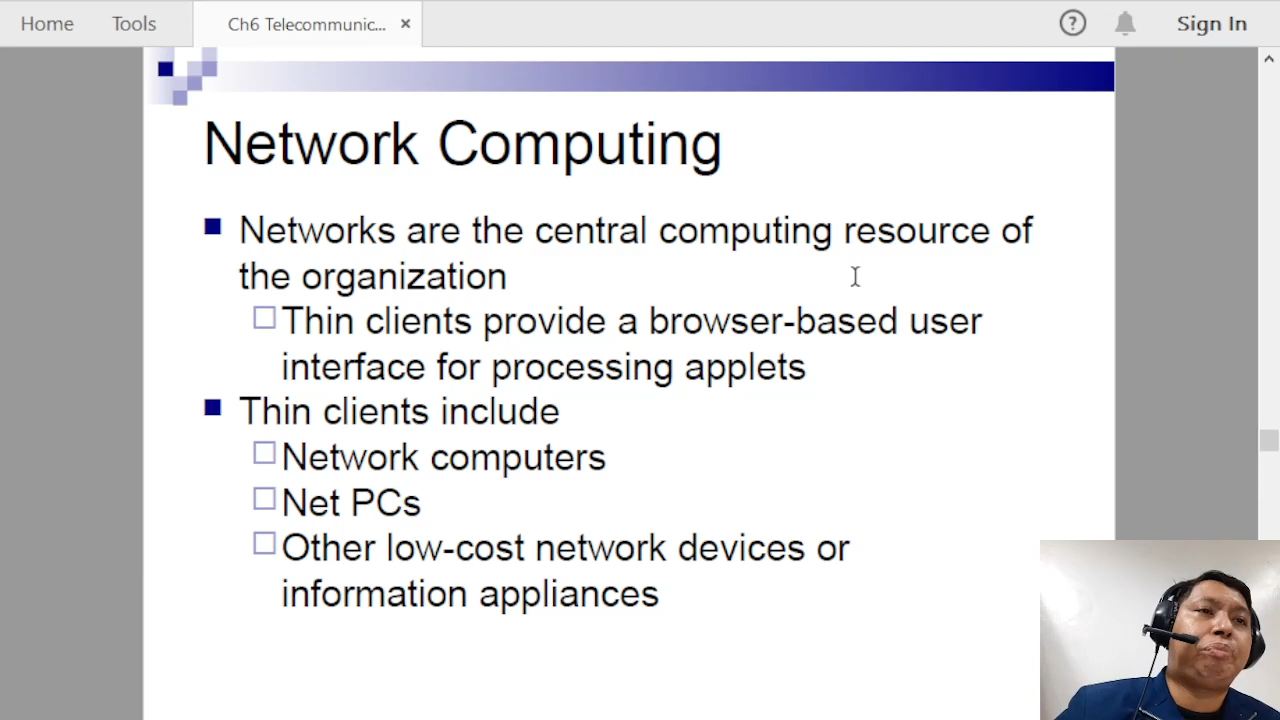 Home Tools Ch6 Telecommunic... × ? Sign In
Network Computing
Networks are the central computing resource of
the organization
Thin clients provide a browser-based user
interface for processing applets
Thin clients include
Network computers
Net PCs
Other low-cost network devices or
information appliances